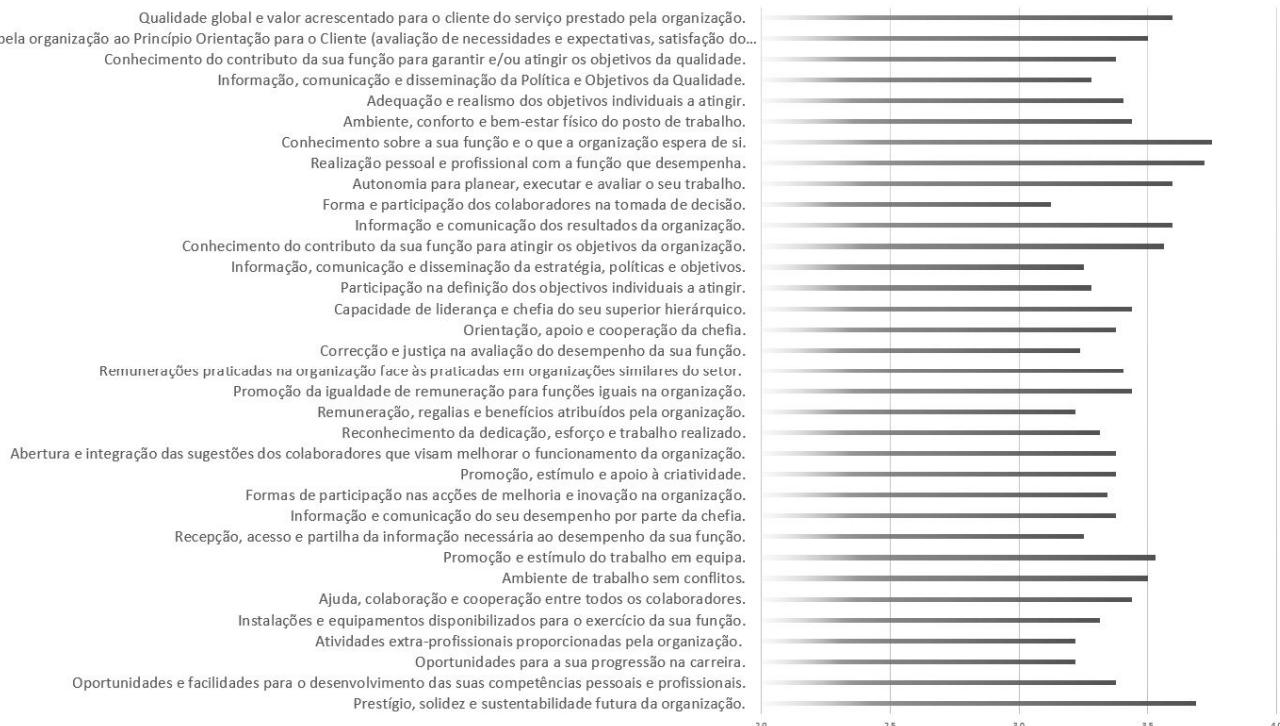 Qualidade global e valor acrescentado para o cliente do serviço prestado pela organização.
pela organização ao Princípio Orientação para o Cliente (avaliação de necessidades e expectativas, satisfação do...
Conhecimento do contributo da sua função para garantir e/ou atingir os objetivos da qualidade.
Informação, comunicação e disseminação da Política e Objetivos da Qualidade.
Adequação e realismo dos objetivos individuais a atingir.
Ambiente, conforto e bem-estar físico do posto de trabalho.
Conhecimento sobre a sua função e o que a organização espera de si.
Realização pessoal e profissional com a função que desempenha.
Autonomia para planear, executar e avaliar o seu trabalho.
Forma e participação dos colaboradores na tomada de decisão.
Informação e comunicação dos resultados da organização.
Conhecimento do contributo da sua função para atingir os objetivos da organização.
Informação, comunicação e disseminação da estratégia, políticas e objetivos.
Participação na definição dos objectivos individuais a atingir.
Capacidade de liderança e chefia do seu superior hierárquico.
Orientação, apoio e cooperação da chefia.
Correcção e justiça na avaliação do desempenho da sua função.
Remunerações praticadas na organização face às praticadas em organizações similares do setor.
Promoção da igualdade de remuneração para funções iguais na organização.
Remuneração, regalias e benefícios atribuídos pela organização.
Reconhecimento da dedicação, esforço e trabalho realizado.
Abertura e integração das sugestões dos colaboradores que visam melhorar o funcionamento da organização.
Promoção, estímulo e apoio à criatividade.
Formas de participação nas acções de melhoria e inovação na organização.
Informação e comunicação do seu desempenho por parte da chefia.
Recepção, acesso e partilha da informação necessária ao desempenho da sua função.
Promoção e estímulo do trabalho em equipa.
Ambiente de trabalho sem conflitos.
Ajuda, colaboração e cooperação entre todos os colaboradores.
Instalações e equipamentos disponibilizados para o exercício da sua função.
Atividades extra-profissionais proporcionadas pela organização.
Oportunidades para a sua progressão na carreira.
Oportunidades e facilidades para o desenvolvimento das suas competências pessoais e profissionais.
Prestígio, solidez e sustentabilidade futura da organização.